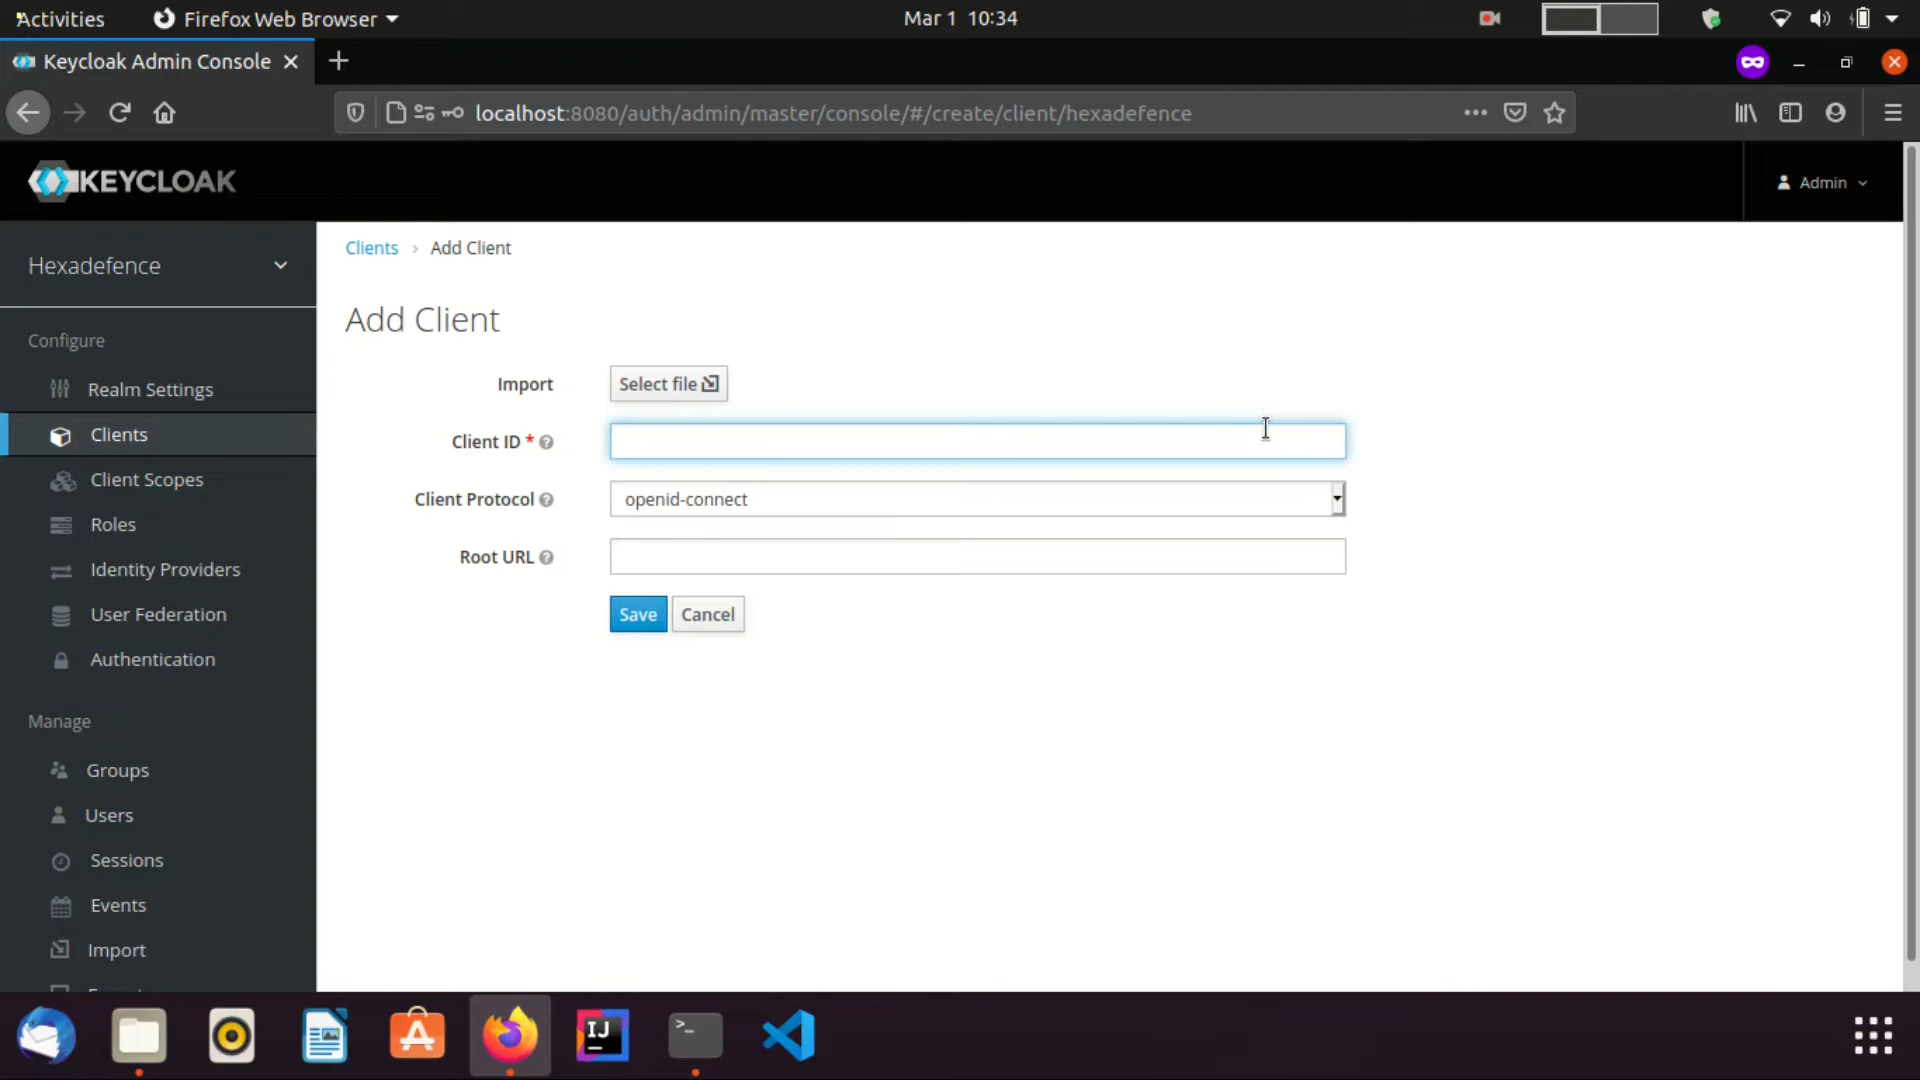 Activities
Firefox Web Browser
Mar 1 10:34
Keycloak Admin Console
localhost:8080/auth/admin/master/console/#/create/client/hexadefence
KEYCLOAK
Admin
Hexadefence
Clients › Add Client
Add Client
Configure
Realm Settings
Clients
Client Scopes
Roles
Identity Providers
User Federation
Authentication
Manage
Groups
Users
Sessions
Events
Import
Import
Select file
Client ID *
Client Protocol
openid-connect
Root URL
Save
Cancel
IJ